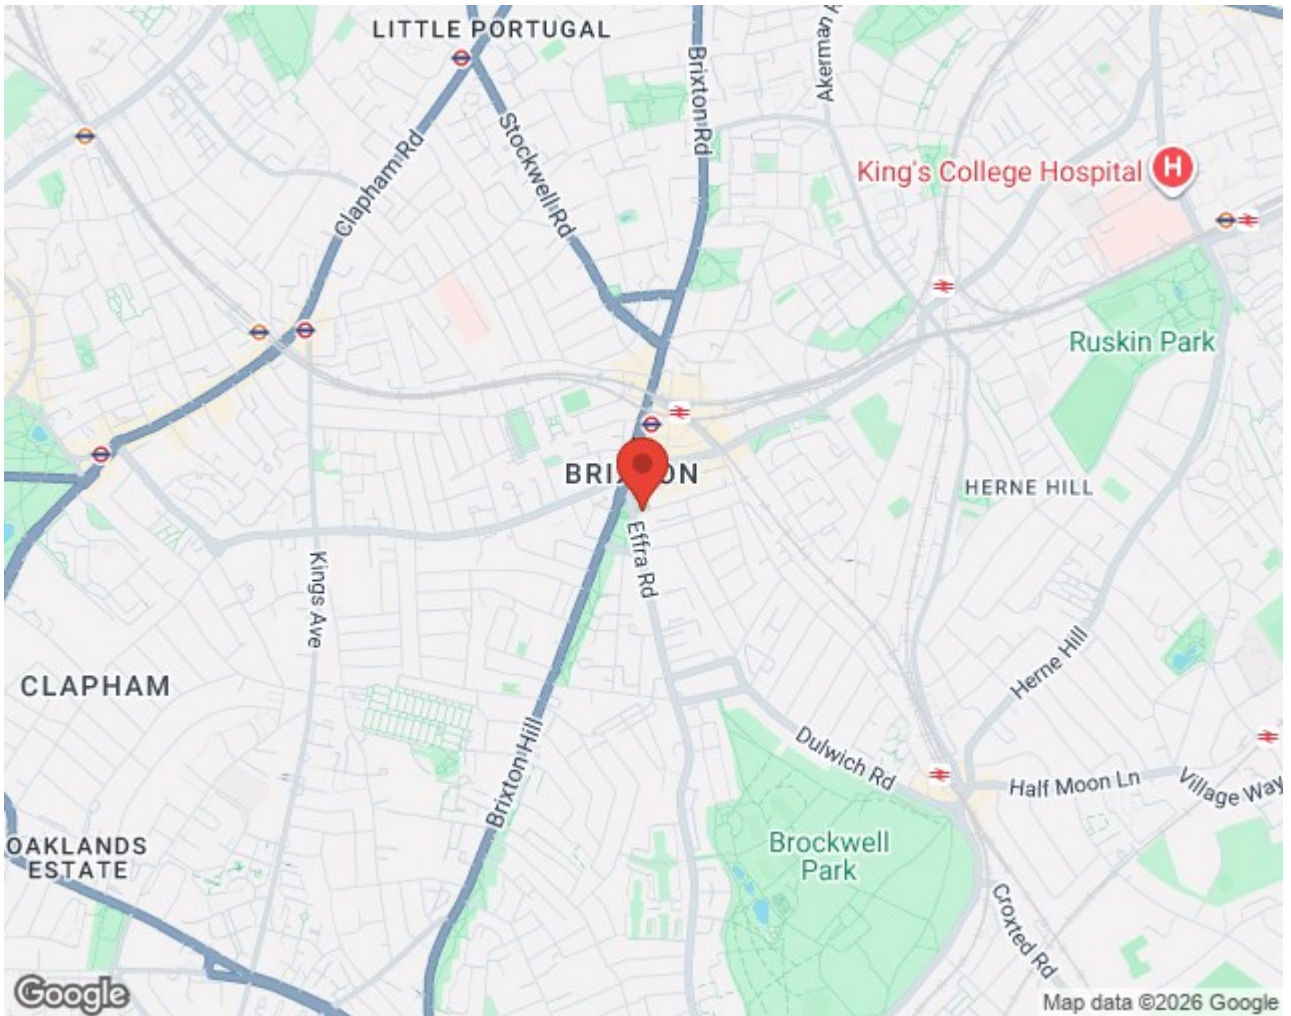 LITTLE PORTUGAL
Brixton Rd
Akerman R
Clapham Rd
Stockwell Rd
King's College Hospital
H
Ruskin Park
BRIXTON
HERNE HILL
Effra Rd
Kings Ave
Herne Hill
CLAPHAM
Brixton Hill
Dulwich Rd
Half Moon Ln
Village Way
OAKLANDS
ESTATE
Brockwell
Park
Croxted Rd
Google
Map data ©2026 Google